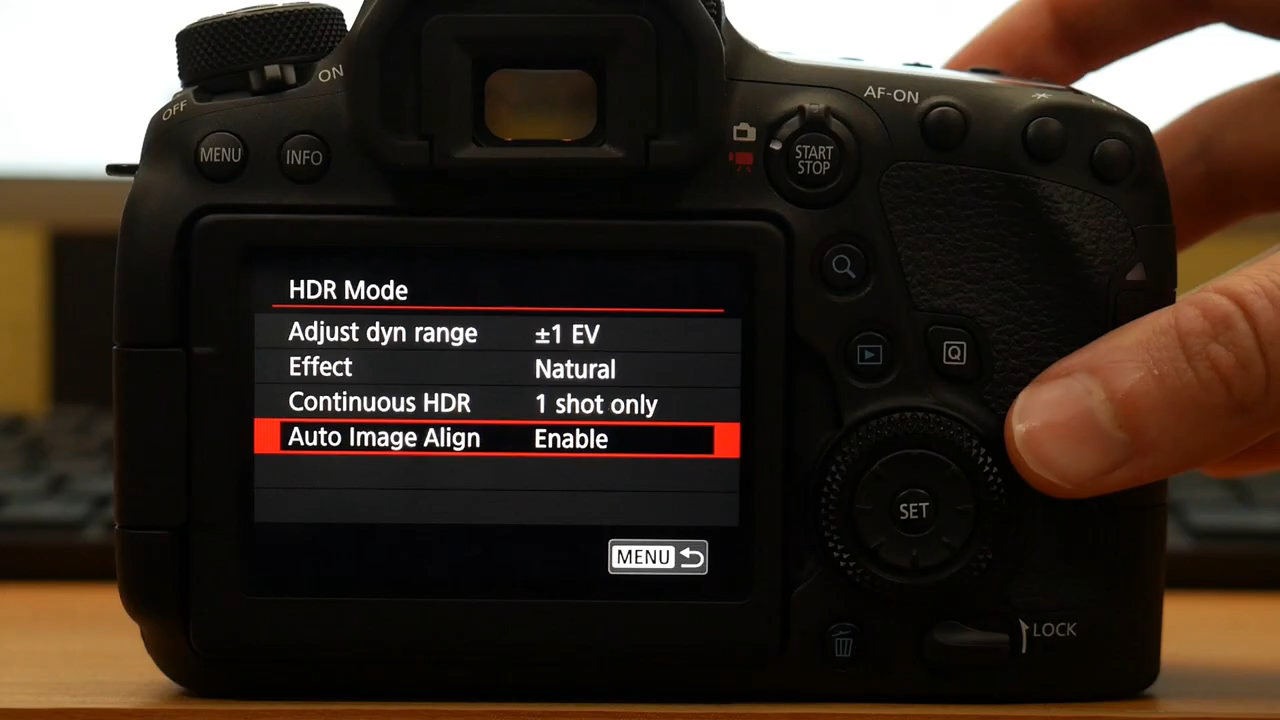 ON
OFF
MENU
INFO
AF-ON
START
STOP
HDR Mode
Adjust dyn range ±1 EV
Effect Natural
Continuous HDR 1 shot only
Auto Image Align Enable
MENU
Q
SET
LOCK